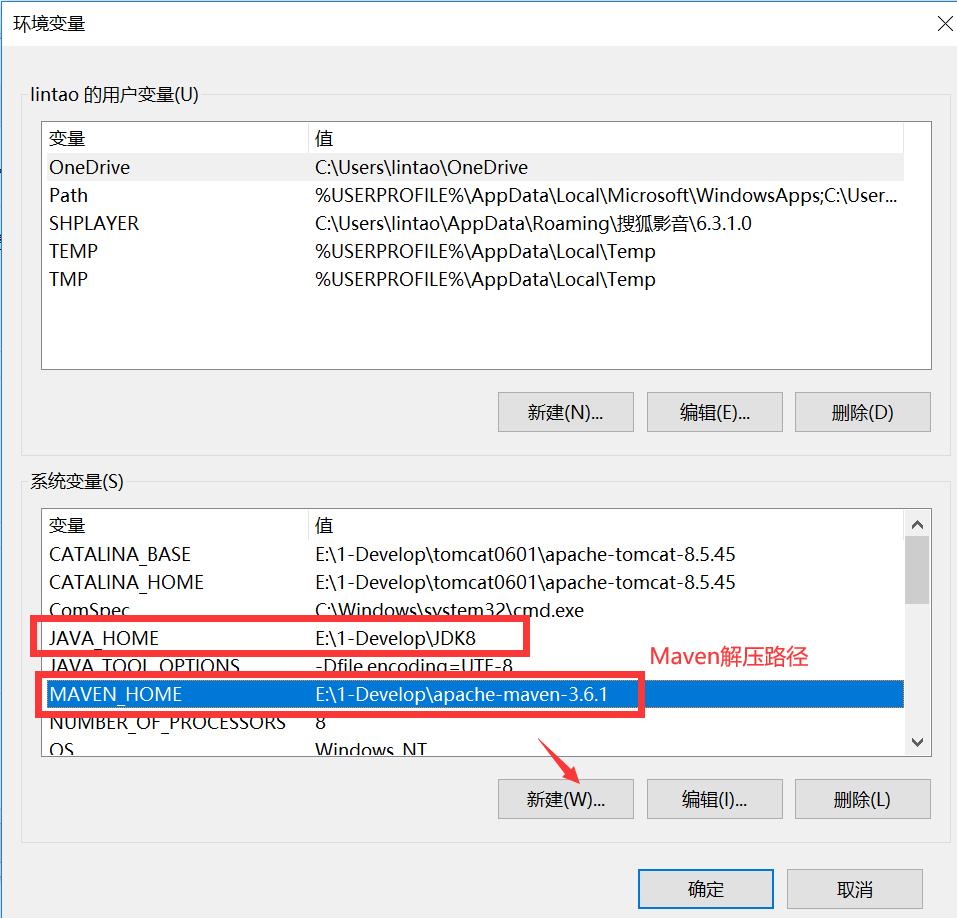 环境变量
lintao 的用户变量(U)
变量 值
OneDrive C:\Users\lintao\OneDrive
Path %USERPROFILE%\AppData\Local\Microsoft\WindowsApps;C:\User...
SHPLAYER C:\Users\lintao\AppData\Roaming\搜狐影音\6.3.1.0
TEMP %USERPROFILE%\AppData\Local\Temp
TMP %USERPROFILE%\AppData\Local\Temp
新建(N)... 编辑(E)... 删除(D)
系统变量(S)
变量 值
CATALINA_BASE E:\1-Develop\tomcat0601\apache-tomcat-8.5.45
CATALINA_HOME E:\1-Develop\tomcat0601\apache-tomcat-8.5.45
ComSpec C:\Windows\system32\cmd.exe
JAVA_HOME E:\1-Develop\JDK8
JAVA_TOOL_OPTIONS -Dfile.encoding=UTF-8
Maven解压路径
MAVEN_HOME E:\1-Develop\apache-maven-3.6.1
NUMBER_OF_PROCESSORS 8
OS Windows_NT
新建(W)... 编辑(I)... 删除(L)
确定 取消